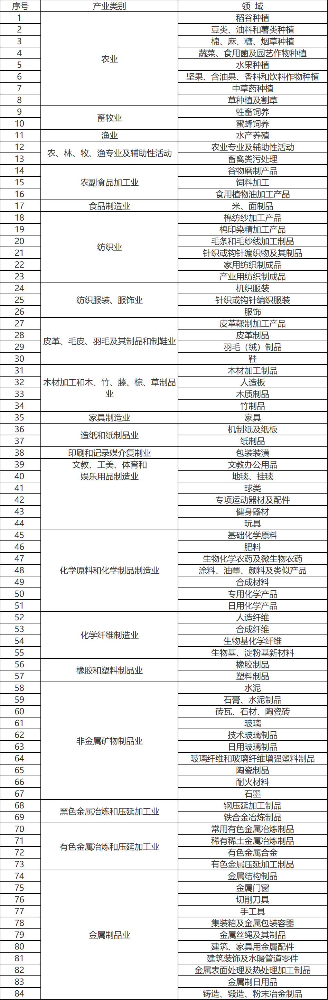 序号 产业类别 领 域
1 农业 稻谷种植
2 豆类、油料和薯类种植
3 棉、麻、糖、烟草种植
4 蔬菜、食用菌及园艺作物种植
5 水果种植
6 坚果、含油果、香料和饮料作物种植
7 中草药种植
8 草种植及割草
9 畜牧业 牲畜饲养
10 蜜蜂饲养
11 渔业 水产养殖
12 农、林、牧、渔专业及辅助性活动 农业专业及辅助性活动
13 畜禽粪污处理
14 农副食品加工业 谷物磨制产品
15 饲料加工
16 食用植物油加工产品
17 食品制造业 米、面制品
18 纺织业 棉纺纱加工产品
19 棉印染精加工产品
20 毛条和毛纱线加工制品
21 针织或钩针编织物及其制品
22 家用纺织制成品
23 产业用纺织制成品
24 纺织服装、服饰业 机织服装
25 针织或钩针编织服装
26 服饰
27 皮革、毛皮、羽毛及其制品和制鞋业 皮革鞣制加工产品
28 皮革制品
29 羽毛（绒）制品
30 鞋
31 木材加工和木、竹、藤、棕、草制品业 木材加工制品
32 人造板
33 木质制品
34 竹制品
35 家具制造业 家具
36 造纸和纸制品业 机制纸及纸板
37 纸制品
38 印刷和记录媒介复制业 包装装潢
39 文教、工美、体育和 文教办公用品
40 娱乐用品制造业 地毯、挂毯
41 球类
42 专项运动器材及配件
43 健身器材
44 玩具
45 化学原料和化学制品制造业 基础化学原料
46 肥料
47 生物化学农药及微生物农药
48 涂料、油墨、颜料及类似产品
49 合成材料
50 专用化学产品
51 日用化学产品
52 化学纤维制造业 人造纤维
53 合成纤维
54 生物基化学纤维
55 生物基、淀粉基新材料
56 橡胶和塑料制品业 橡胶制品
57 塑料制品
58 非金属矿物制品业 水泥
59 石膏、水泥制品
60 砖瓦、石材、陶瓷砖
61 玻璃
62 技术玻璃制品
63 日用玻璃制品
64 玻璃纤维和玻璃纤维增强塑料制品
65 陶瓷制品
66 耐火材料
67 石墨
68 黑色金属冶炼和压延加工业 钢压延加工制品
69 铁合金冶炼制品
70 有色金属冶炼和压延加工业 常用有色金属冶炼制品
71 稀有稀土金属冶炼制品
72 有色金属合金
73 有色金属压延加工制品
74 金属制品业 金属结构制品
75 金属门窗
76 切削刀具
77 手工具
78 集装箱及金属包装容器
79 金属丝绳及其制品
80 建筑、家具用金属配件
81 建筑装饰及水暖管道零件
82 金属表面处理及热处理加工制品
83 金属制日用品
84 铸造、锻造、粉末冶金制品